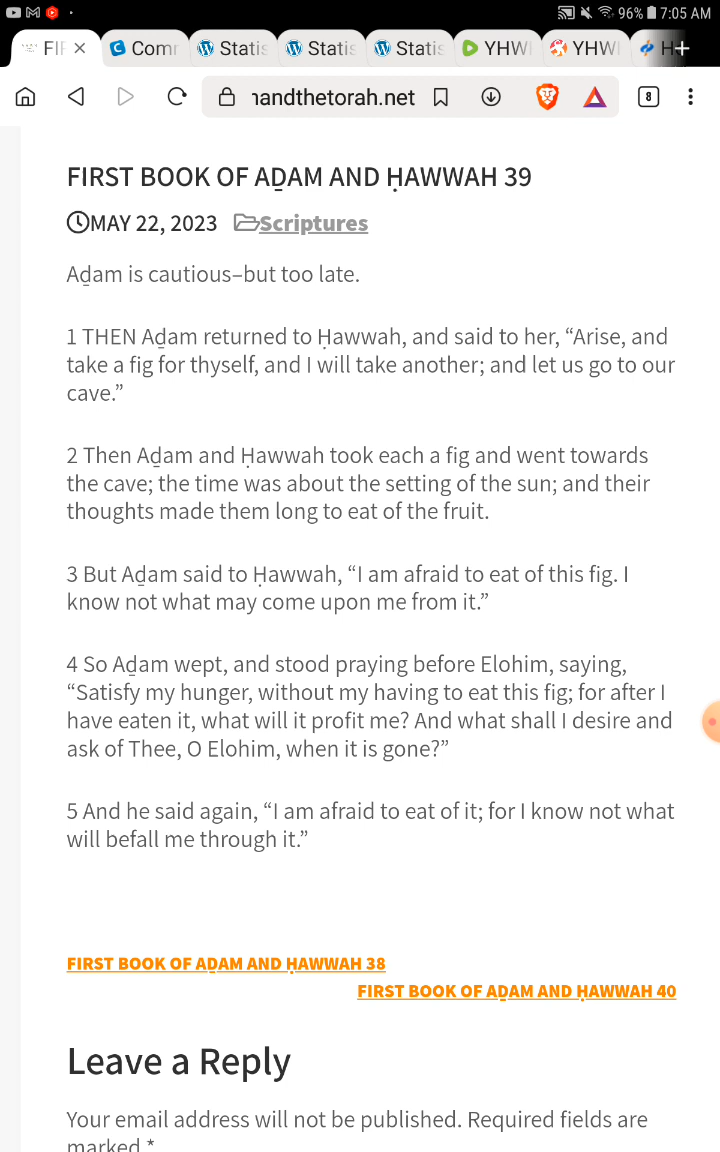 96% 7:05 AM
FIF Comr Statis Statis Statis YHW YHWI H
nandthetorah.net 8
FIRST BOOK OF AḎAM AND ḤAWWAH 39
MAY 22, 2023 Scriptures
Aḏam is cautious–but too late.
1 THEN Aḏam returned to Ḥawwah, and said to her, “Arise, and
take a fig for thyself, and I will take another; and let us go to our
cave.”
2 Then Aḏam and Ḥawwah took each a fig and went towards
the cave; the time was about the setting of the sun; and their
thoughts made them long to eat of the fruit.
3 But Aḏam said to Ḥawwah, “I am afraid to eat of this fig. I
know not what may come upon me from it.”
4 So Aḏam wept, and stood praying before Elohim, saying,
“Satisfy my hunger, without my having to eat this fig; for after I
have eaten it, what will it profit me? And what shall I desire and
ask of Thee, O Elohim, when it is gone?”
5 And he said again, “I am afraid to eat of it; for I know not what
will befall me through it.”
FIRST BOOK OF AḎAM AND ḤAWWAH 38
FIRST BOOK OF AḎAM AND ḤAWWAH 40
Leave a Reply
Your email address will not be published. Required fields are
marked *